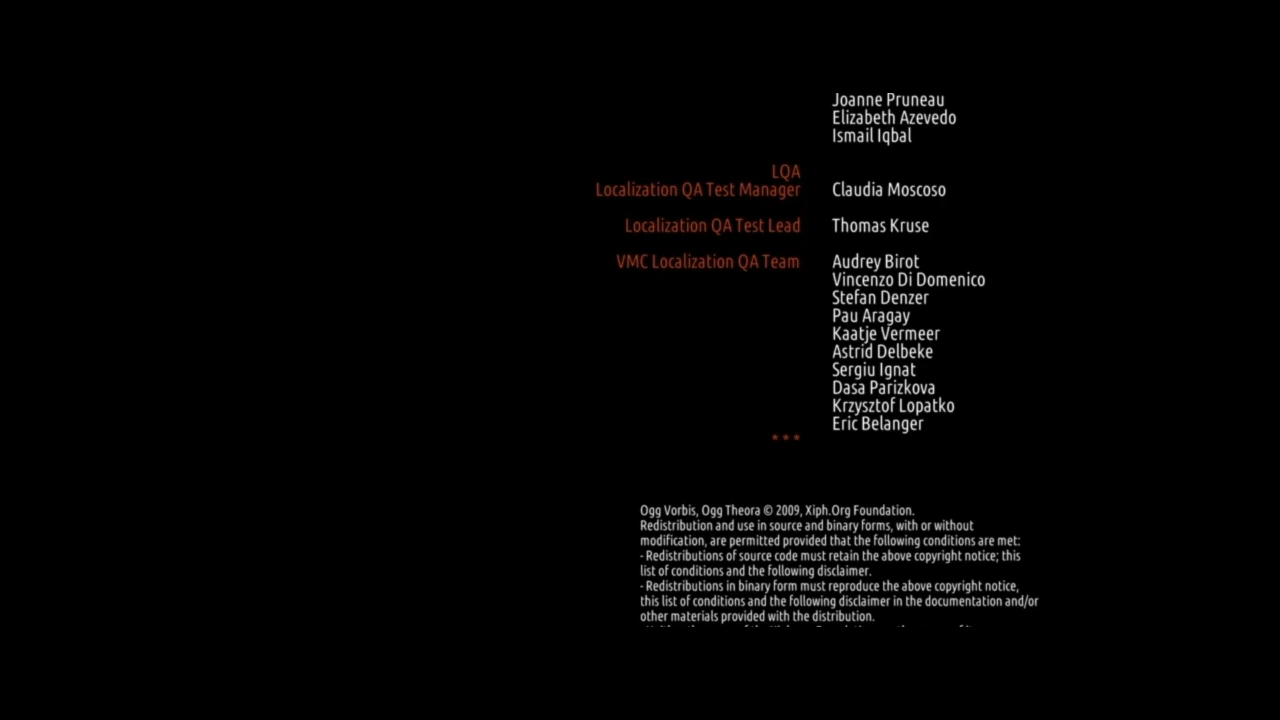 Joanne Pruneau
Elizabeth Azevedo
Ismail Iqbal
LQA
Localization QA Test Manager Claudia Moscoso
Localization QA Test Lead Thomas Kruse
VMC Localization QA Team Audrey Birot
Vincenzo Di Domenico
Stefan Denzer
Pau Aragay
Kaatje Vermeer
Astrid Delbeke
Sergiu Ignat
Dasa Parizkova
Krzysztof Lopatko
Eric Belanger
* * *
Ogg Vorbis, Ogg Theora © 2009, Xiph.Org Foundation.
Redistribution and use in source and binary forms, with or without
modification, are permitted provided that the following conditions are met:
- Redistributions of source code must retain the above copyright notice; this
list of conditions and the following disclaimer.
- Redistributions in binary form must reproduce the above copyright notice,
this list of conditions and the following disclaimer in the documentation and/or
other materials provided with the distribution.